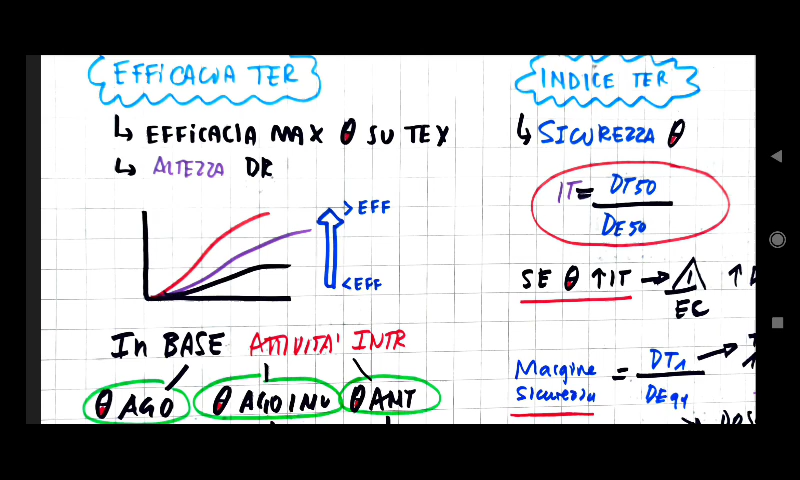 EFFICACIA TER
↳ EFFICACIA MAX θ SU TEX
↳ ALTEZZA DR
> EFF
< EFF
In BASE ATTIVITA' INTR
θ AGO
θ AGO INV
θ ANT
INDICE TER
↳ SICUREZZA θ
IT = DT50
DE50
SE θ ↑ IT → ⚠ ↑
EC
Margine sicurezza = DT1 →
DE99